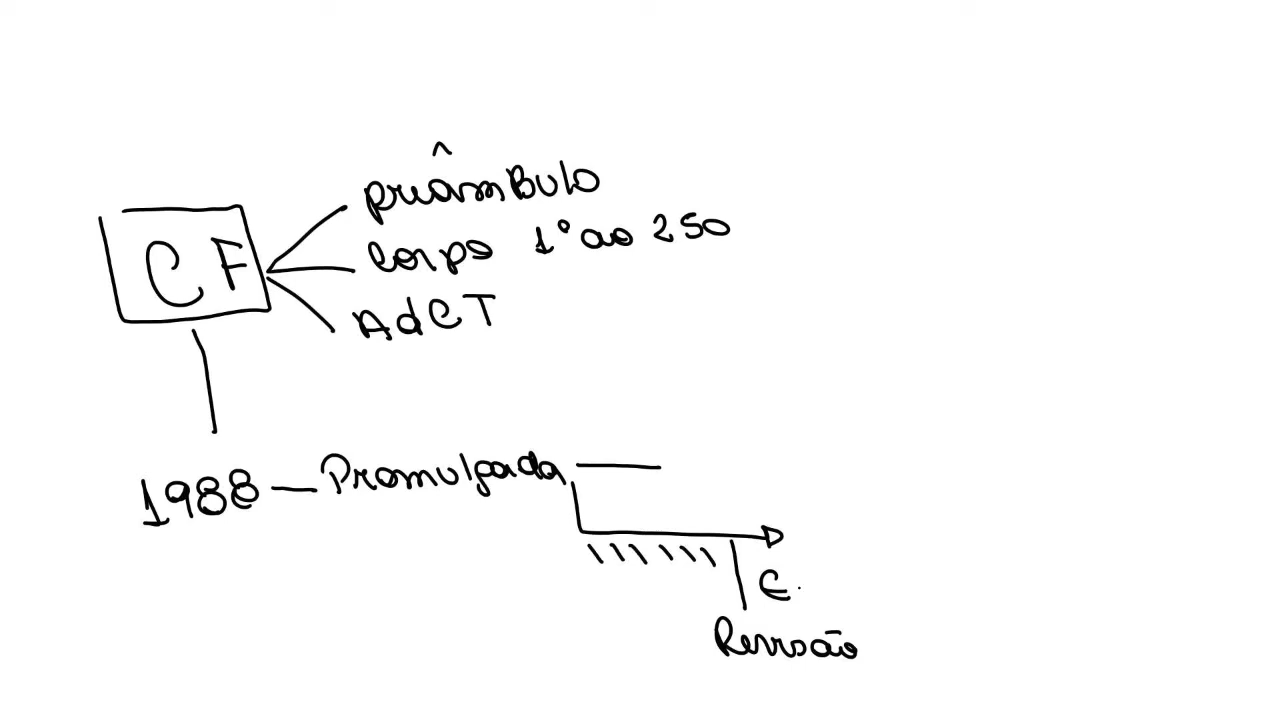 CF
preâmbulo
corpo 1º ao 250
AdCT
1988 — Promulgada —
E.
Revisão